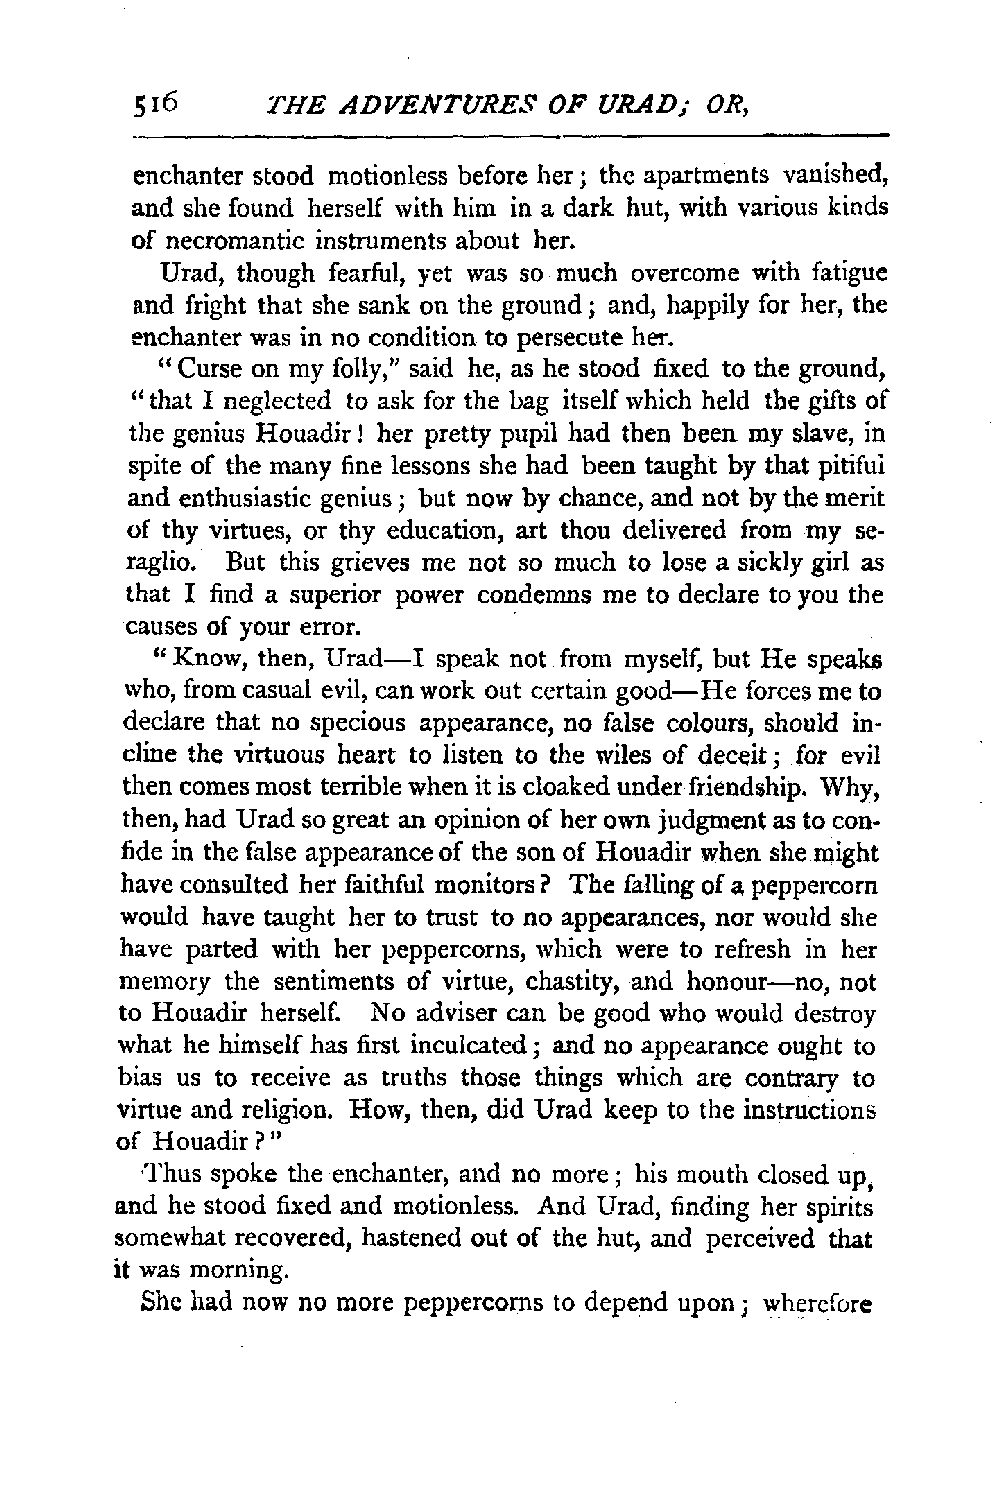 516 THE ADVENTURES OF URAD; OR,
enchanter stood motionless before her; the apartments vanished,
and she found herself with him in a dark hut, with various kinds
of necromantic instruments about her.
Urad, though fearful, yet was so much overcome with fatigue
and fright that she sank on the ground; and, happily for her, the
enchanter was in no condition to persecute her.
“Curse on my folly,” said he, as he stood fixed to the ground,
“that I neglected to ask for the bag itself which held the gifts of
the genius Houadir! her pretty pupil had then been my slave, in
spite of the many fine lessons she had been taught by that pitiful
and enthusiastic genius; but now by chance, and not by the merit
of thy virtues, or thy education, art thou delivered from my se-
raglio. But this grieves me not so much to lose a sickly girl as
that I find a superior power condemns me to declare to you the
causes of your error.
“Know, then, Urad—I speak not from myself, but He speaks
who, from casual evil, can work out certain good—He forces me to
declare that no specious appearance, no false colours, should in-
cline the virtuous heart to listen to the wiles of deceit; for evil
then comes most terrible when it is cloaked under friendship. Why,
then, had Urad so great an opinion of her own judgment as to con-
fide in the false appearance of the son of Houadir when she might
have consulted her faithful monitors? The falling of a peppercorn
would have taught her to trust to no appearances, nor would she
have parted with her peppercorns, which were to refresh in her
memory the sentiments of virtue, chastity, and honour—no, not
to Houadir herself. No adviser can be good who would destroy
what he himself has first inculcated; and no appearance ought to
bias us to receive as truths those things which are contrary to
virtue and religion. How, then, did Urad keep to the instructions
of Houadir?”
Thus spoke the enchanter, and no more; his mouth closed up,
and he stood fixed and motionless. And Urad, finding her spirits
somewhat recovered, hastened out of the hut, and perceived that
it was morning.
She had now no more peppercorns to depend upon; wherefore